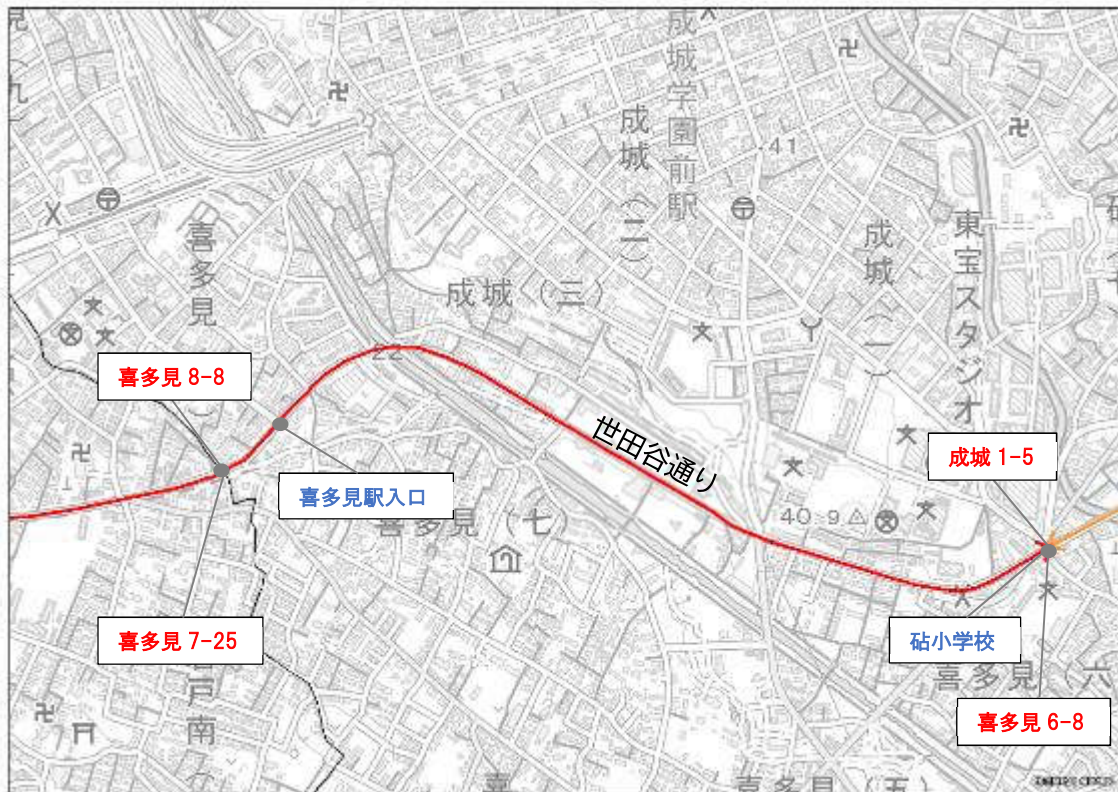 成城学園前駅
成城(二)
41
喜多見
成城(一)
東宝スタジオ
成城(三)
22
喜多見 8-8
世田谷通り
成城 1-5
喜多見駅入口
喜多見(七)
40.9
喜多見 7-25
砧小学校
喜多見(六
戸南
喜多見 6-8
喜
喜多見(五)